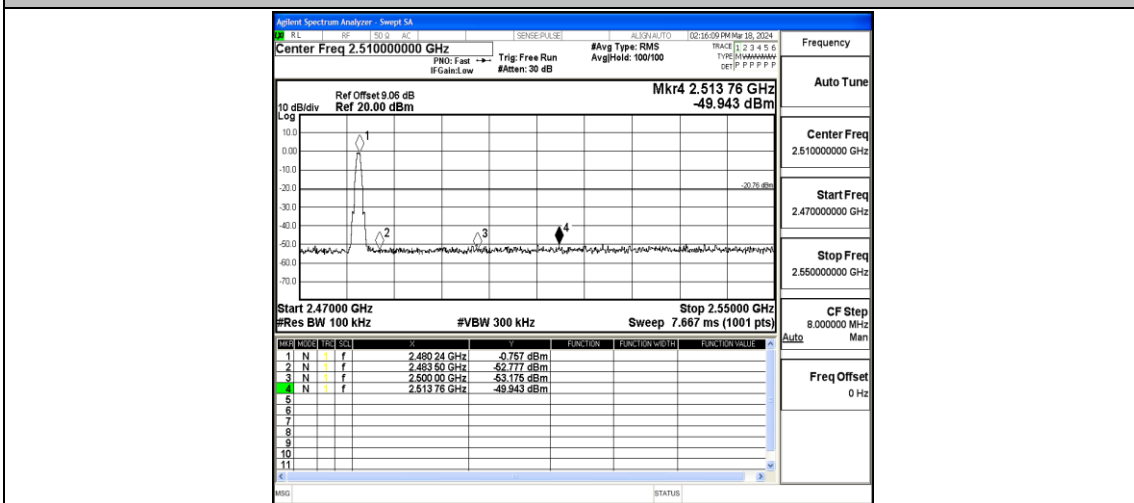 Agilent Spectrum Analyzer - Swept SA
RL RF 50 Ω AC SENSE:PULSE ALIGN AUTO 02:16:09 PM Mar 18, 2024
Center Freq 2.510000000 GHz
PNO: Fast
IFGain:Low
Trig: Free Run
#Atten: 30 dB
#Avg Type: RMS
Avg|Hold: 100/100
TRACE 1 2 3 4 5 6
TYPE M W W W W W
DET P P P P P P
Frequency
Auto Tune
Center Freq
2.510000000 GHz
Start Freq
2.470000000 GHz
Stop Freq
2.550000000 GHz
CF Step
8.000000 MHz
Auto Man
Freq Offset
0 Hz
Mkr4 2.513 76 GHz
-49.943 dBm
Ref Offset 9.06 dB
10 dB/div Ref 20.00 dBm
Log
10.0
0.00
-10.0
-20.0
-30.0
-40.0
-50.0
-60.0
-70.0
1
2
3
4
-20.76 dBm
Start 2.47000 GHz Stop 2.55000 GHz
#Res BW 100 kHz #VBW 300 kHz Sweep 7.667 ms (1001 pts)
MKR MODE TRC SCL X Y FUNCTION FUNCTION WIDTH FUNCTION VALUE
1 N 1 f 2.480 24 GHz -0.757 dBm
2 N 1 f 2.483 50 GHz -52.777 dBm
3 N 1 f 2.500 00 GHz -53.175 dBm
4 N 1 f 2.513 76 GHz -49.943 dBm
5
6
7
8
9
10
11
MSG STATUS